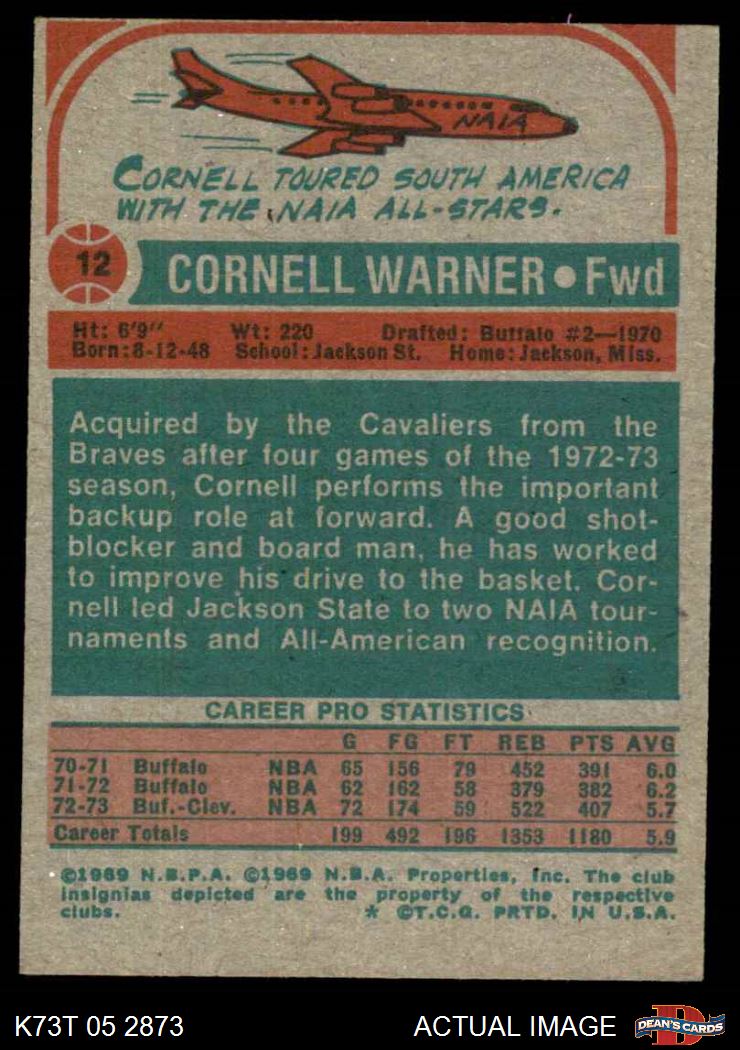 NAIA
CORNELL TOURED SOUTH AMERICA
WITH THE NAIA ALL-STARS.
12
CORNELL WARNER • Fwd
Ht: 6'9" Wt: 220 Drafted: Buffalo #2—1970
Born: 8-12-48 School: Jackson St. Home: Jackson, Miss.
Acquired by the Cavaliers from the
Braves after four games of the 1972-73
season, Cornell performs the important
backup role at forward. A good shot-
blocker and board man, he has worked
to improve his drive to the basket. Cor-
nell led Jackson State to two NAIA tour-
naments and All-American recognition.
CAREER PRO STATISTICS
G FG FT REB PTS AVG
70-71 Buffalo NBA 65 156 79 452 391 6.0
71-72 Buffalo NBA 62 162 58 379 382 6.2
72-73 Buf.-Clev. NBA 72 174 59 522 407 5.7
Career Totals 199 492 196 1353 1180 5.9
©1969 N.B.P.A. ©1969 N.B.A. Properties, Inc. The club
insignias depicted are the property of the respective
clubs. * ©T.C.G. PRTD. IN U.S.A.
K73T 05 2873 ACTUAL IMAGE
D
DEAN'S CARDS